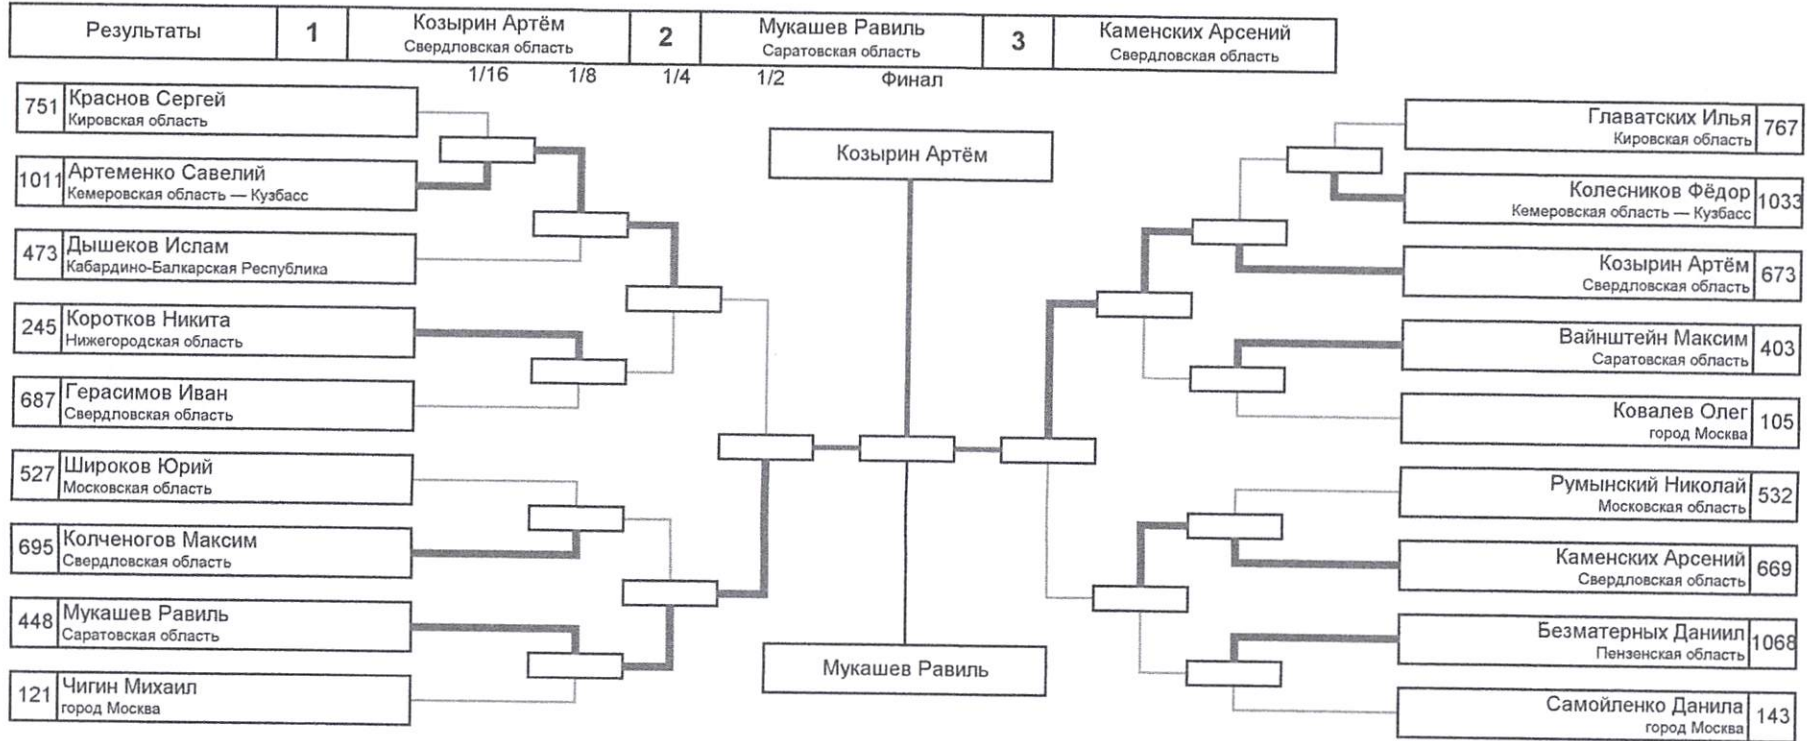 Результаты 1 Козырин Артём 2 Мукашев Равиль 3 Каменских Арсений
Свердловская область Саратовская область Свердловская область
1/16 1/8 1/4 1/2 Финал
751 Краснов Сергей
Кировская область
1011 Артеменко Савелий
Кемеровская область — Кузбасс
473 Дышеков Ислам
Кабардино-Балкарская Республика
245 Коротков Никита
Нижегородская область
687 Герасимов Иван
Свердловская область
527 Широков Юрий
Московская область
695 Колченогов Максим
Свердловская область
448 Мукашев Равиль
Саратовская область
121 Чигин Михаил
город Москва
Козырин Артём
Мукашев Равиль
Главатских Илья 767
Кировская область
Колесников Фёдор 1033
Кемеровская область — Кузбасс
Козырин Артём 673
Свердловская область
Вайнштейн Максим 403
Саратовская область
Ковалев Олег 105
город Москва
Румынский Николай 532
Московская область
Каменских Арсений 669
Свердловская область
Безматерных Даниил 1068
Пензенская область
Самойленко Данила 143
город Москва